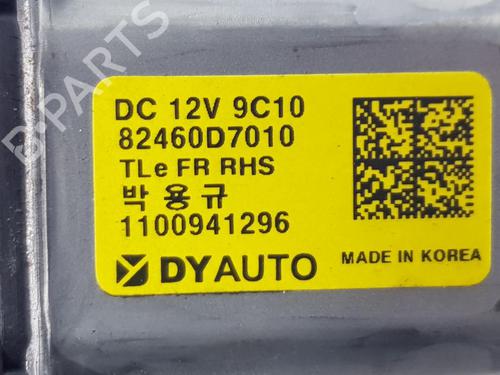 DC 12V 9C10
82460D7010
TLe FR RHS
박용규
1100941296
DYAUTO
MADE IN KOREA
B-PARTS